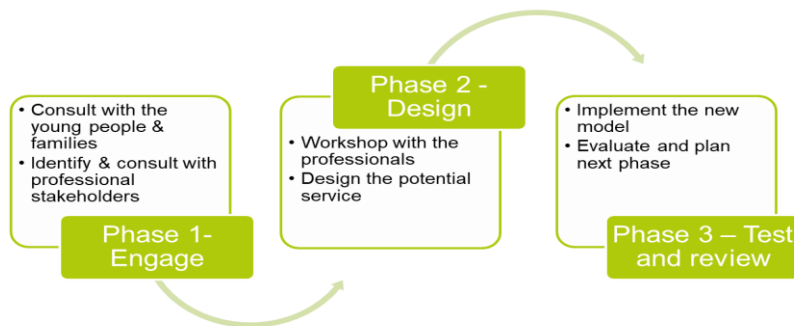 • Consult with the
young people &
families
• Identify & consult with
professional
stakeholders
Phase 1-
Engage
Phase 2 -
Design
• Workshop with the
professionals
• Design the potential
service
• Implement the new
model
• Evaluate and plan
next phase
Phase 3 – Test
and review